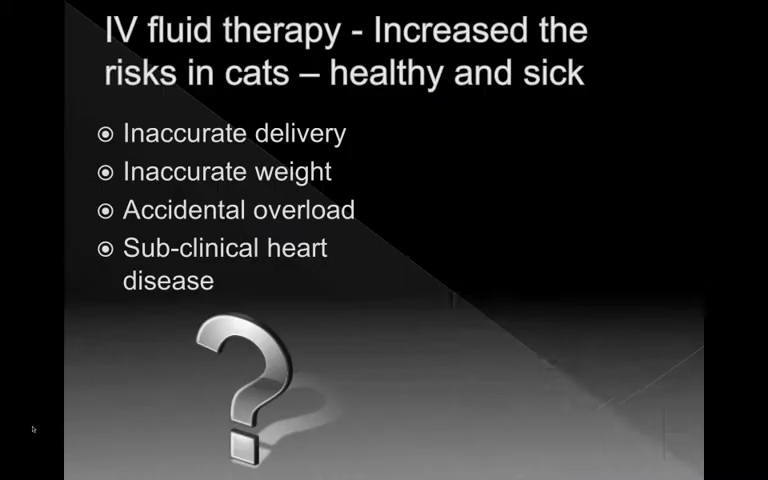 IV fluid therapy - Increased the
risks in cats – healthy and sick
Inaccurate delivery
Inaccurate weight
Accidental overload
Sub-clinical heart
disease